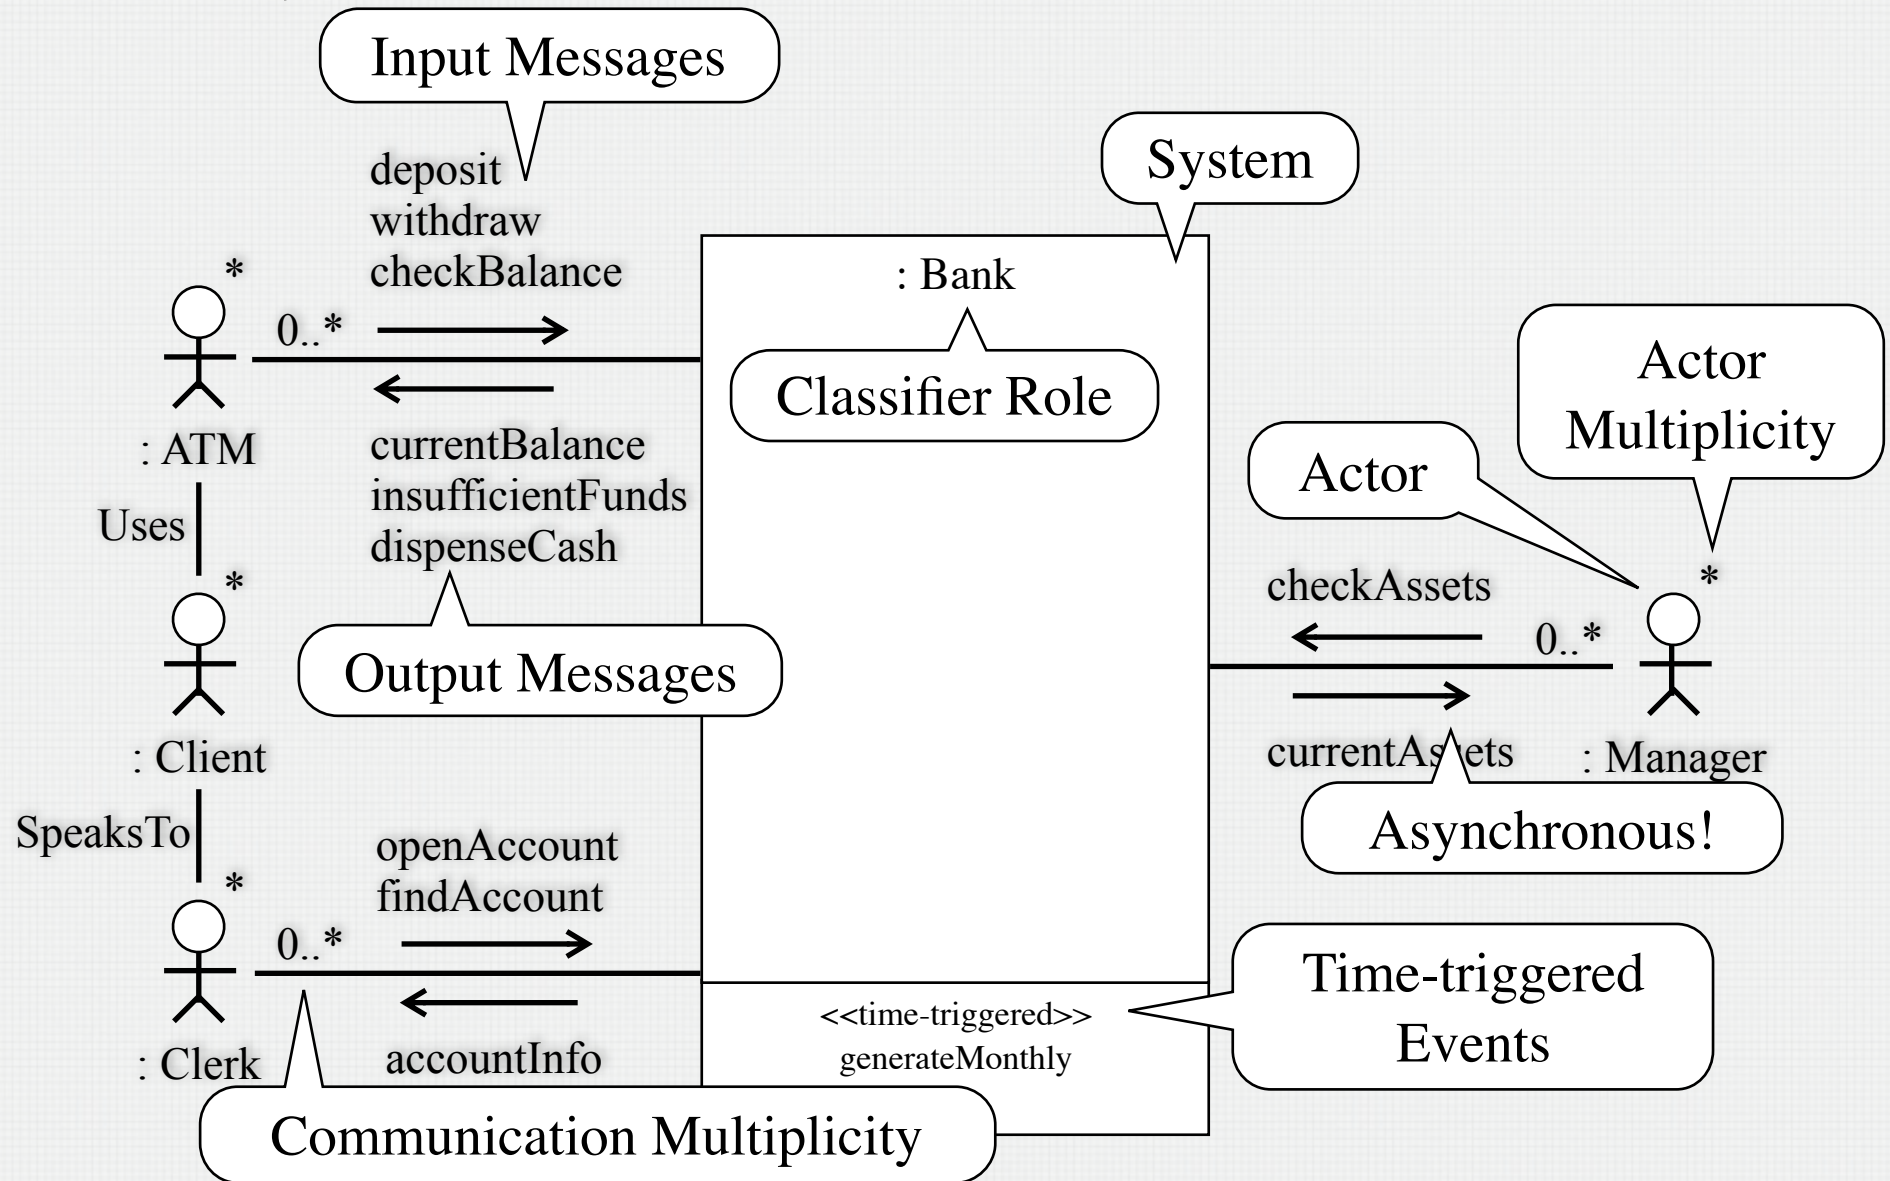 Input Messages
deposit
withdraw
checkBalance
System
*
0..*
: Bank
Classifier Role
: ATM
currentBalance
insufficientFunds
dispenseCash
Uses
*
Output Messages
: Client
SpeaksTo
openAccount
findAccount
*
0..*
accountInfo
: Clerk
Communication Multiplicity
<<time-triggered>>
generateMonthly
Time-triggered
Events
Actor
Multiplicity
Actor
checkAssets
*
0..*
currentAssets
: Manager
Asynchronous!